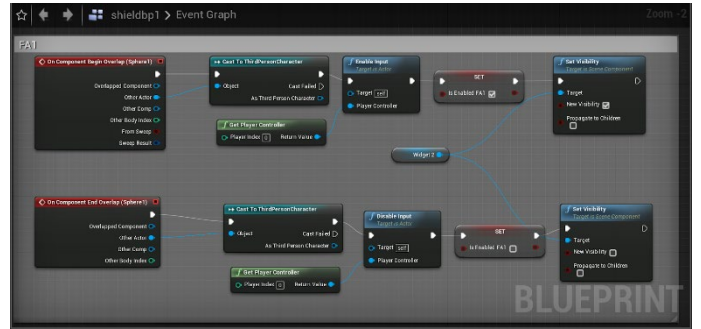 shieldbp1 > Event Graph
Zoom -2
FA1
On Component Begin Overlap (Sphere1)
Overlapped Component
Other Actor
Other Comp
Other Body Index
From Sweep
Sweep Result
Cast To ThirdPersonCharacter
Object
Cast Failed
As Third Person Character
Get Player Controller
Player Index 0
Return Value
Enable Input
Target is Actor
Target self
Player Controller
SET
Is Enabled FA1
Set Visibility
Target is Scene Component
Target
New Visibility
Propagate to Children
Widget 2
On Component End Overlap (Sphere1)
Overlapped Component
Other Actor
Other Comp
Other Body Index
Cast To ThirdPersonCharacter
Object
Cast Failed
As Third Person Character
Get Player Controller
Player Index 0
Return Value
Disable Input
Target is Actor
Target self
Player Controller
SET
Is Enabled FA1
Set Visibility
Target is Scene Component
Target
New Visibility
Propagate to Children
BLUEPRINT